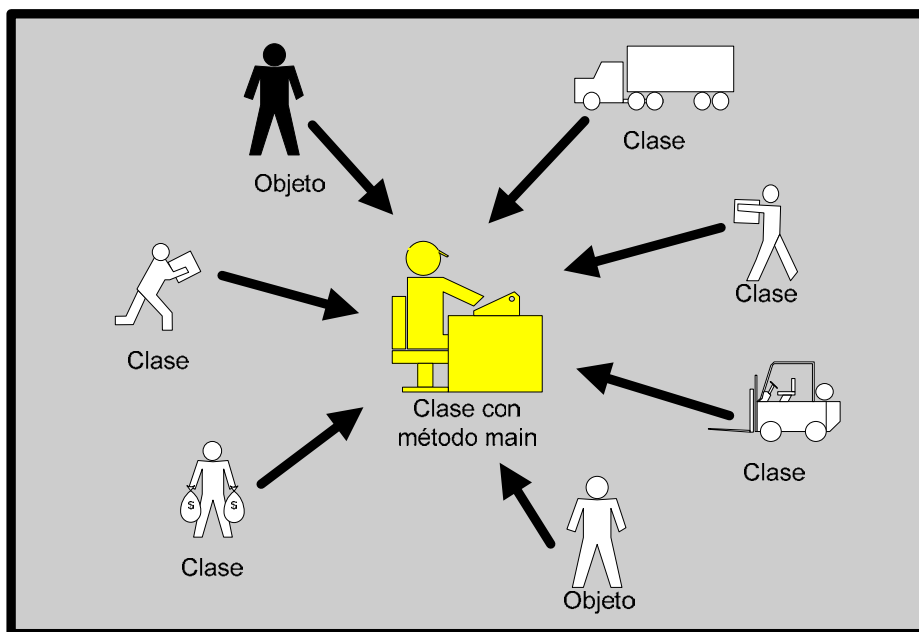 Objeto
Clase
Clase
Clase
Clase con
método main
Clase
Clase
$ $
Objeto